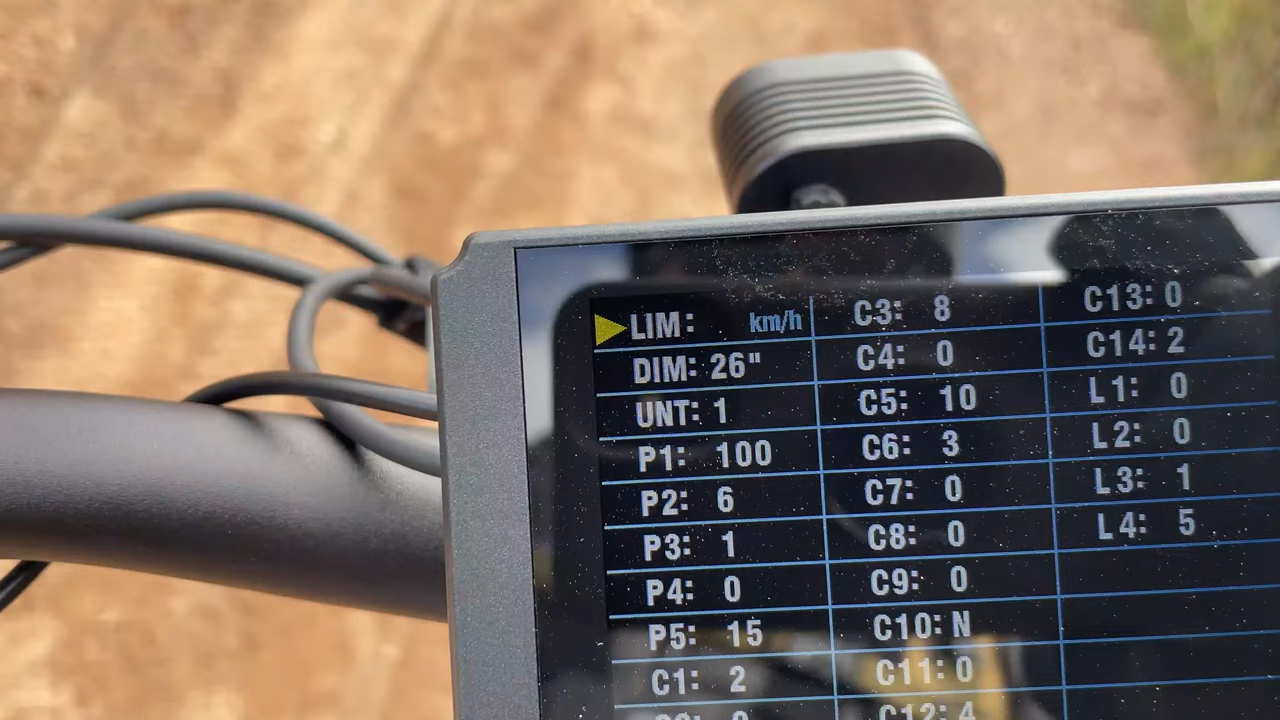 LIM: km/h
DIM: 26"
UNT: 1
P1: 100
P2: 6
P3: 1
P4: 0
P5: 15
C1: 2
C3: 8
C4: 0
C5: 10
C6: 3
C7: 0
C8: 0
C9: 0
C10: N
C11: 0
C12: 4
C13: 0
C14: 2
L1: 0
L2: 0
L3: 1
L4: 5